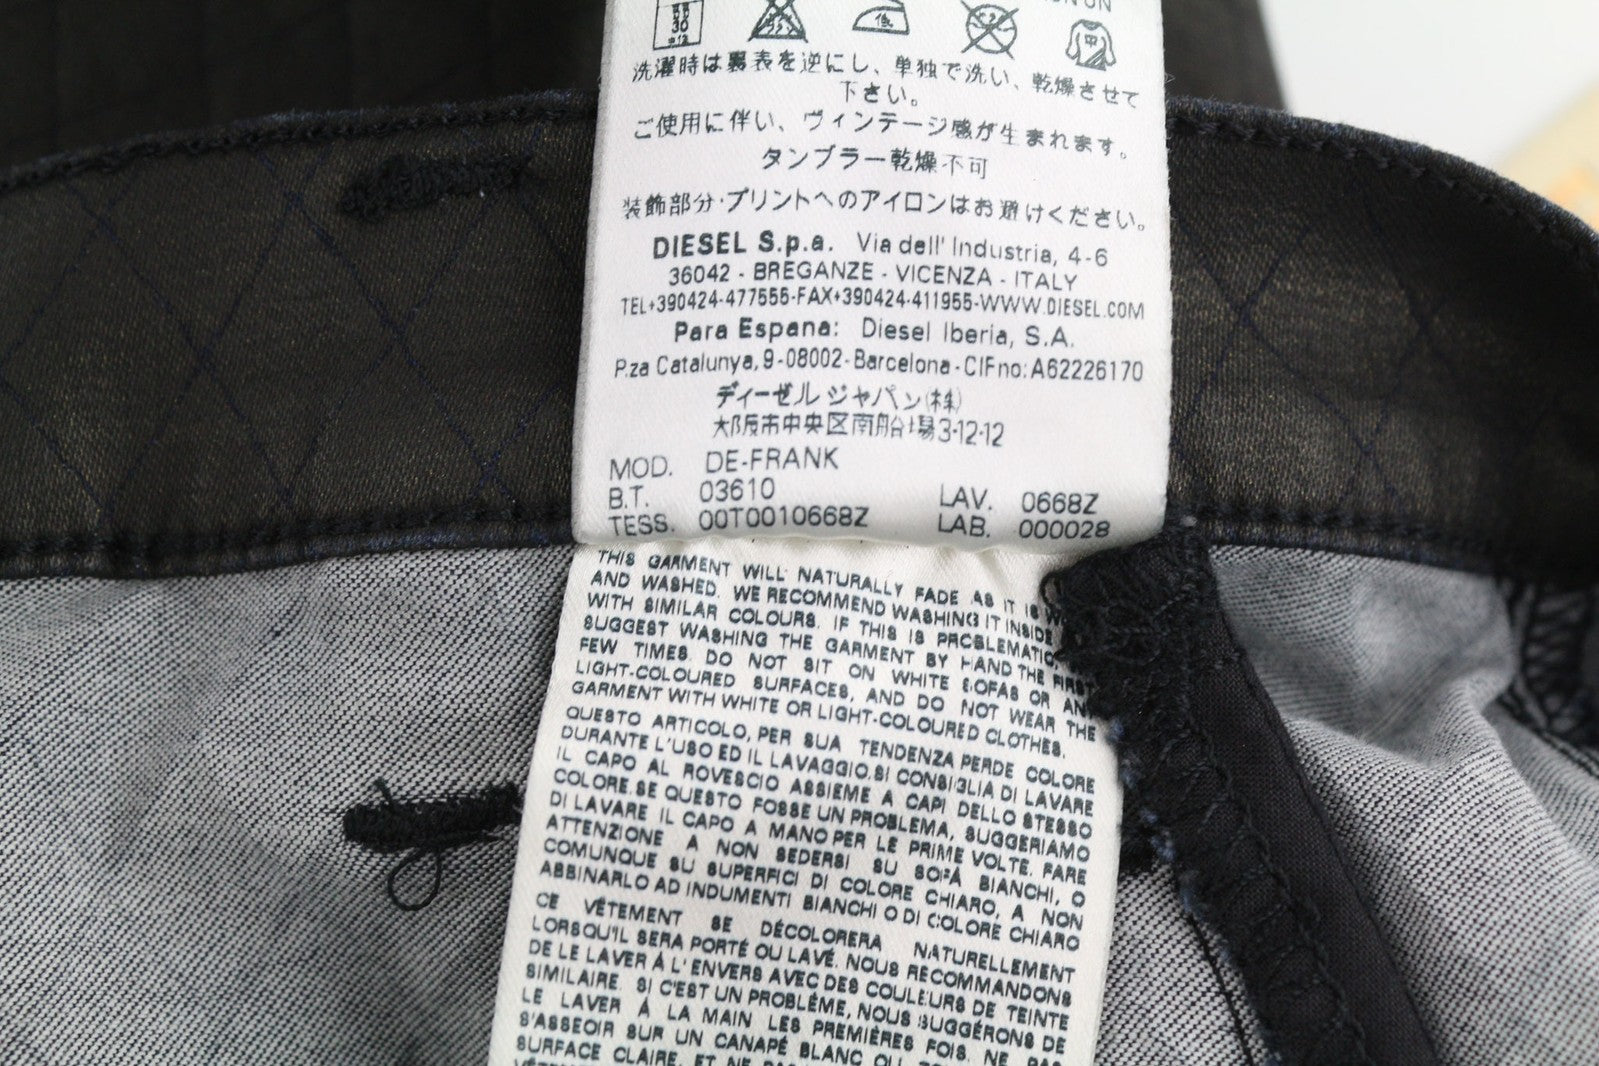 30
洗濯時は裏表を逆にし、単独で洗い、乾燥させて
下さい。
ご使用に伴い、ヴィンテージ感が生まれます。
タンブラー乾燥不可
装飾部分・プリントへのアイロンはお避けください。
DIESEL S.p.a. Via dell' Industria, 4-6
36042 - BREGANZE - VICENZA - ITALY
TEL+390424-477555-FAX+390424-411955-WWW.DIESEL.COM
Para Espana: Diesel Iberia, S.A.
P.za Catalunya, 9 - 08002 - Barcelona - CIF no: A62226170
ディーゼル ジャパン(株)
大阪市中央区南船場3-12-12
MOD. DE-FRANK
B.T. 03610 LAV. 0668Z
TESS. 00T0010668Z LAB. 000028
THIS GARMENT WILL NATURALLY FADE AS IT IS
AND WASHED. WE RECOMMEND WASHING IT INSIDE
WITH SIMILAR COLOURS. IF THIS IS PROBLEMATIC,
SUGGEST WASHING THE GARMENT BY HAND THE FIRST
FEW TIMES. DO NOT SIT ON WHITE SOFAS OR ANY
LIGHT-COLOURED SURFACES, AND DO NOT WEAR THE
GARMENT WITH WHITE OR LIGHT-COLOURED CLOTHES.
QUESTO ARTICOLO, PER SUA TENDENZA PERDE COLORE
DURANTE L'USO ED IL LAVAGGIO. SI CONSIGLIA DI LAVARE
IL CAPO AL ROVESCIO ASSIEME A CAPI DELLO STESSO
COLORE. SE QUESTO FOSSE UN PROBLEMA, SUGGERIAMO
DI LAVARE IL CAPO A MANO PER LE PRIME VOLTE. FARE
ATTENZIONE A NON SEDERSI SU SOFÀ BIANCHI, O
COMUNQUE SU SUPERFICI DI COLORE CHIARO, A NON
ABBINARLO AD INDUMENTI BIANCHI O DI COLORE CHIARO
CE VÊTEMENT SE DÉCOLORERA NATURELLEMENT
LORSQU'IL SERA PORTÉ OU LAVÉ. NOUS RECOMMANDONS
DE LE LAVER À L'ENVERS AVEC DES COULEURS DE TEINTE
SIMILAIRE. SI C'EST UN PROBLÈME, NOUS SUGGÉRONS DE
LE LAVER À LA MAIN LES PREMIÈRES FOIS. NE PAS
S'ASSEOIR SUR UN CANAPÉ BLANC OU
SURFACE CLAIRE, ET NE